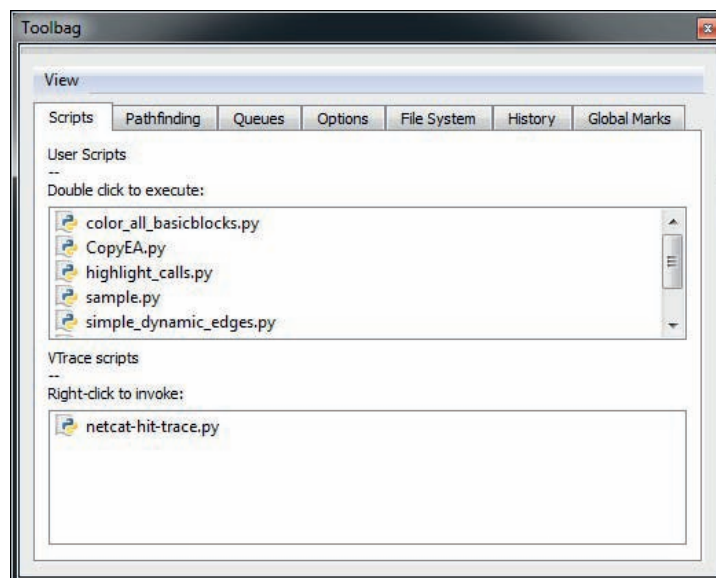 Toolbag
View
Scripts Pathfinding Queues Options File System History Global Marks
User Scripts
--
Double click to execute:
color_all_basicblocks.py
CopyEA.py
highlight_calls.py
sample.py
simple_dynamic_edges.py
VTrace scripts
--
Right-click to invoke:
netcat-hit-trace.py